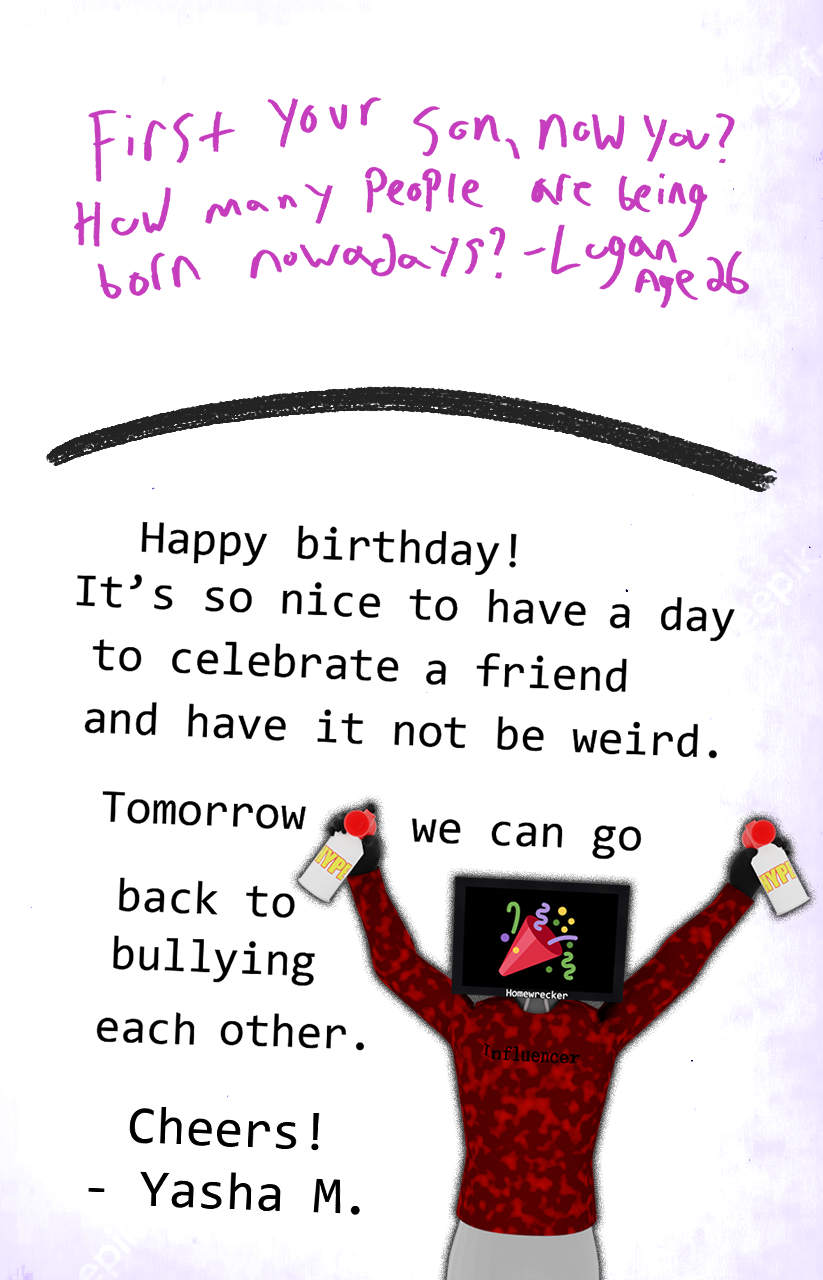 First your son, now you?
How many people are being
born nowadays? -Logan
Age 26
Happy birthday!
It’s so nice to have a day
to celebrate a friend
and have it not be weird.
Tomorrow we can go
back to
bullying
each other.
HYPE
HYPE
Homewrecker
Influencer
Cheers!
- Yasha M.